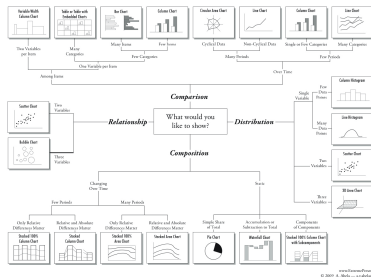 Variable Width Column Chart
Table or Table with Embedded Charts
Bar Chart
Column Chart
Circular Area Chart
Line Chart
Column Chart
Line Chart
Two Variables per Item
Many Categories
Many Items
Few Items
Cyclical Data
Non-Cyclical Data
Single or Few Categories
Many Categories
Few Categories
Many Periods
Few Periods
One Variable per Item
Among Items
Over Time
Comparison
What would you like to show?
Relationship
Distribution
Composition
Scatter Chart
Two Variables
Bubble Chart
Three Variables
Single Variable
Few Data Points
Column Histogram
Many Data Points
Line Histogram
Two Variables
Scatter Chart
Three Variables
3D Area Chart
Changing Over Time
Static
Few Periods
Many Periods
Only Relative Differences Matter
Relative and Absolute Differences Matter
Only Relative Differences Matter
Relative and Absolute Differences Matter
Simple Share of Total
Accumulation or Subtraction to Total
Components of Components
Stacked 100% Column Chart
Stacked Column Chart
Stacked 100% Area Chart
Stacked Area Chart
Pie Chart
Waterfall Chart
Stacked 100% Column Chart with Subcomponents